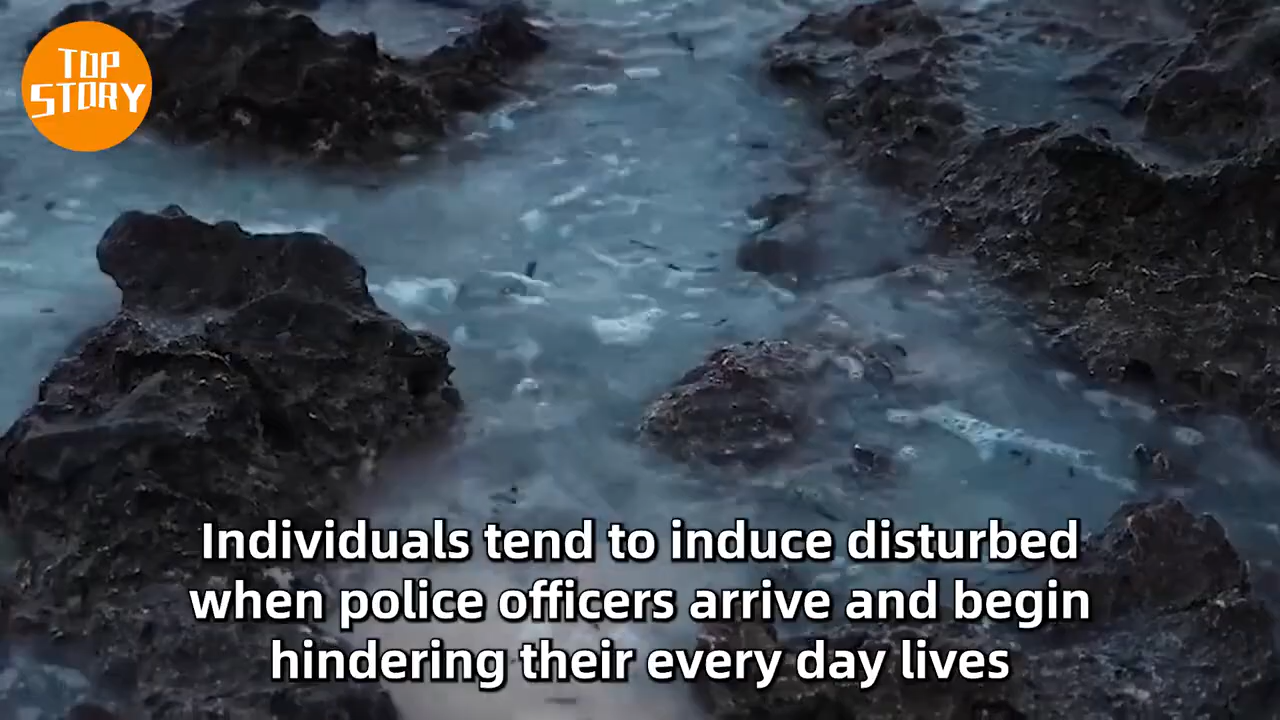 TOP
STORY
Individuals tend to induce disturbed
when police officers arrive and begin
hindering their every day lives